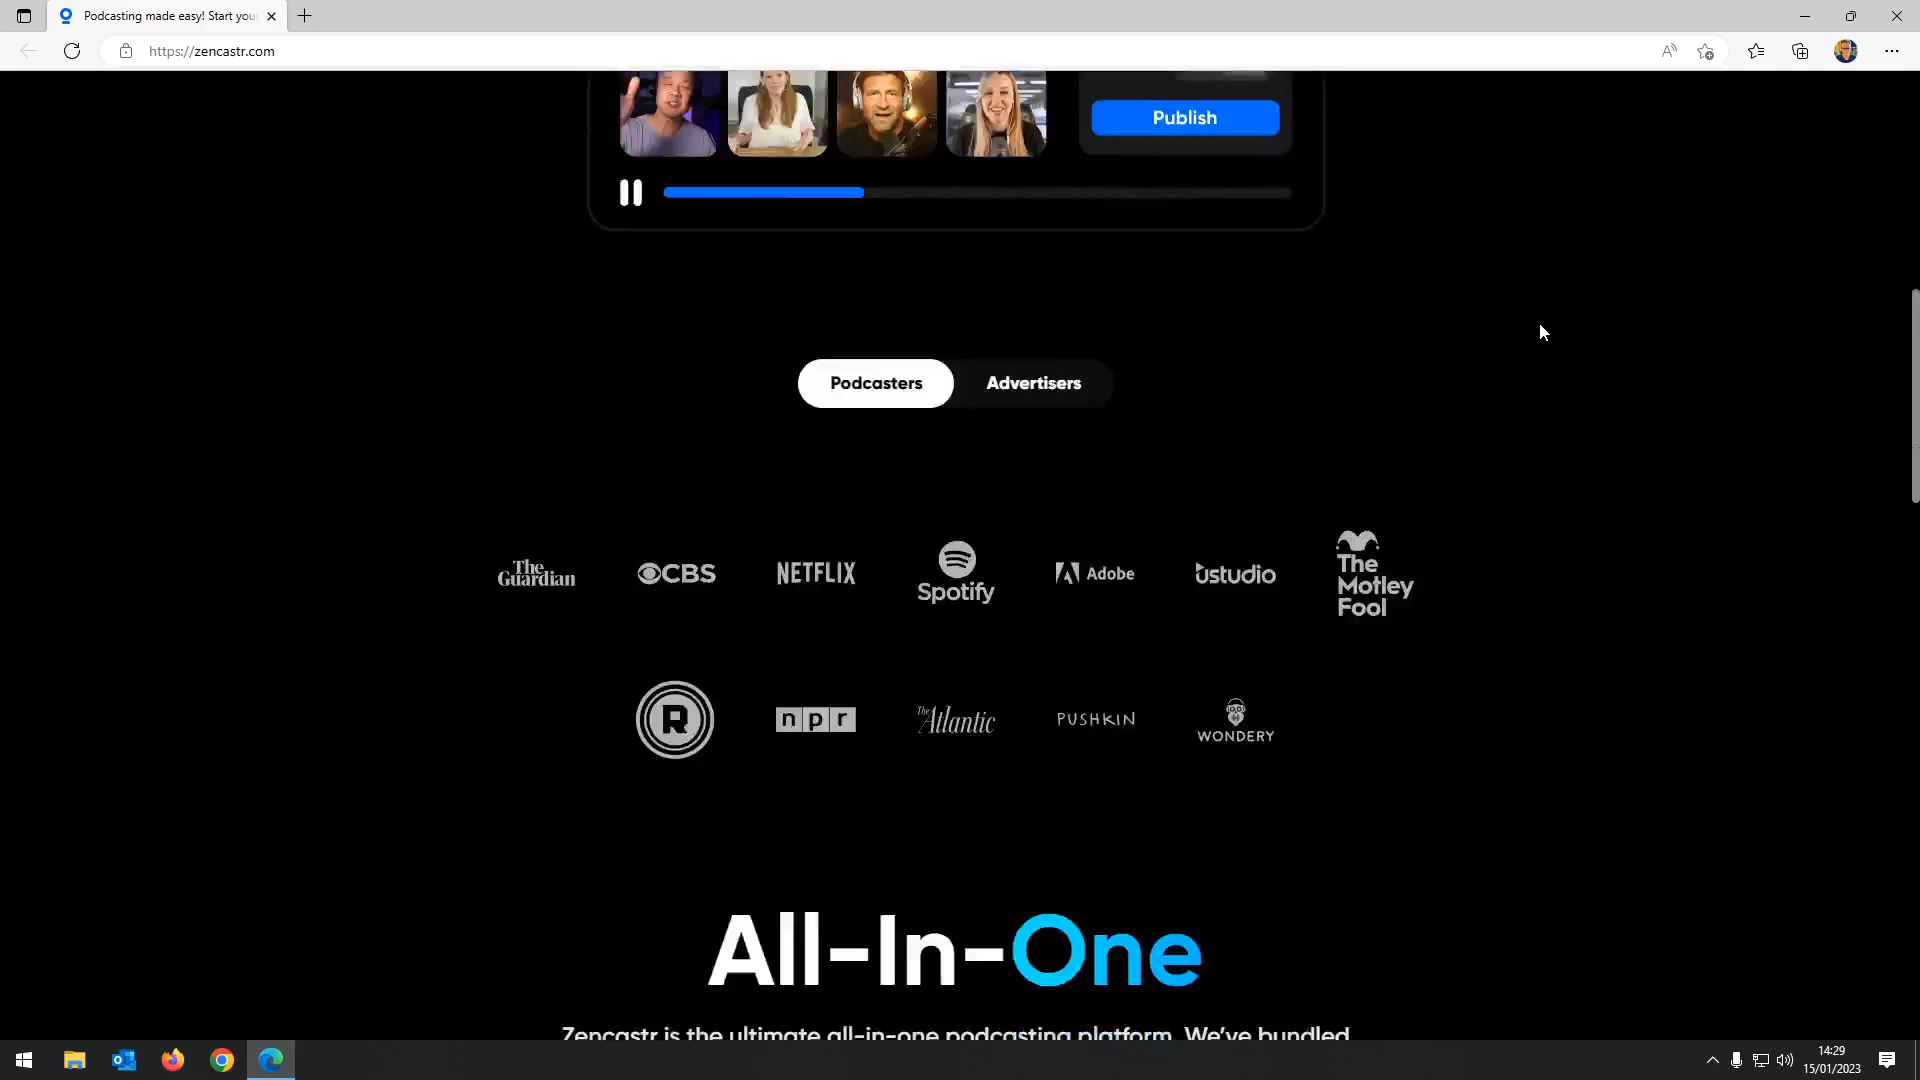 Podcasting made easy! Start your
https://zencastr.com
Publish
Podcasters
Advertisers
The Guardian
CBS
NETFLIX
Spotify
Adobe
ustudio
The
Motley
Fool
R
npr
The Atlantic
PUSHKIN
WONDERY
All-In-One
Zencastr is the ultimate all-in-one podcasting platform. We've bundled
14:29
15/01/2023